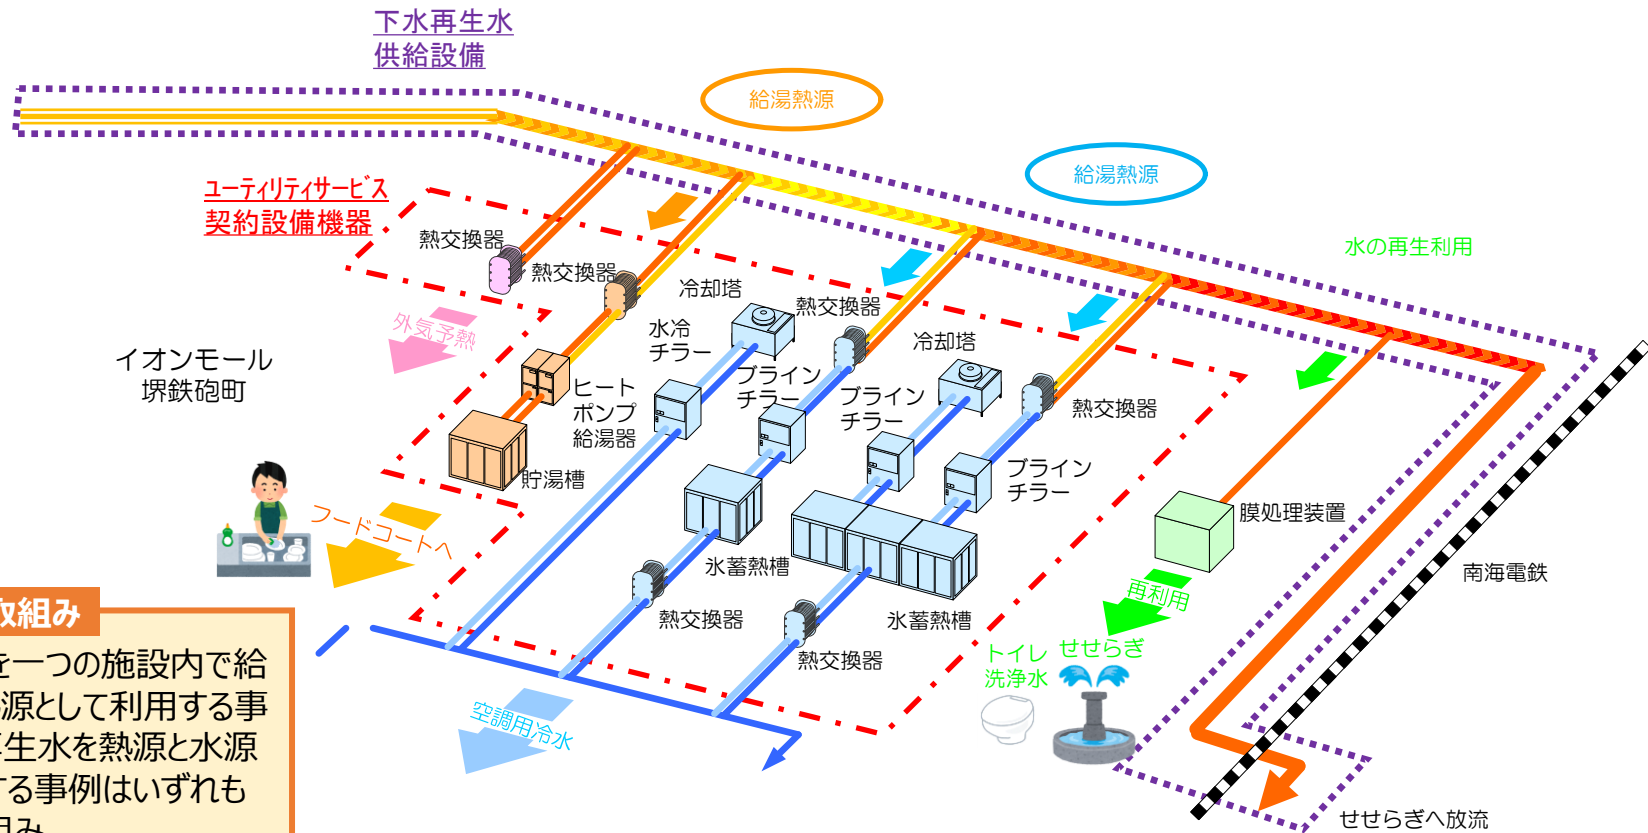 下水再生水
供給設備
給湯熱源
給湯熱源
ユーティリティサービス
契約設備機器
水の再生利用
熱交換器
熱交換器
冷却塔
熱交換器
水冷
チラー
冷却塔
外気予熱
イオンモール
堺鉄砲町
ブライン
チラー
ブライン
チラー
熱交換器
ヒート
ポンプ
給湯器
貯湯槽
ブライン
チラー
膜処理装置
フードコートへ
氷蓄熱槽
南海電鉄
再利用
熱交換器
氷蓄熱槽
熱交換器
トイレ
洗浄水
せせらぎ
空調用冷水
せせらぎへ放流
取組み
を一つの施設内で給
源として利用する事
再生水を熱源と水源
する事例はいずれも
組み